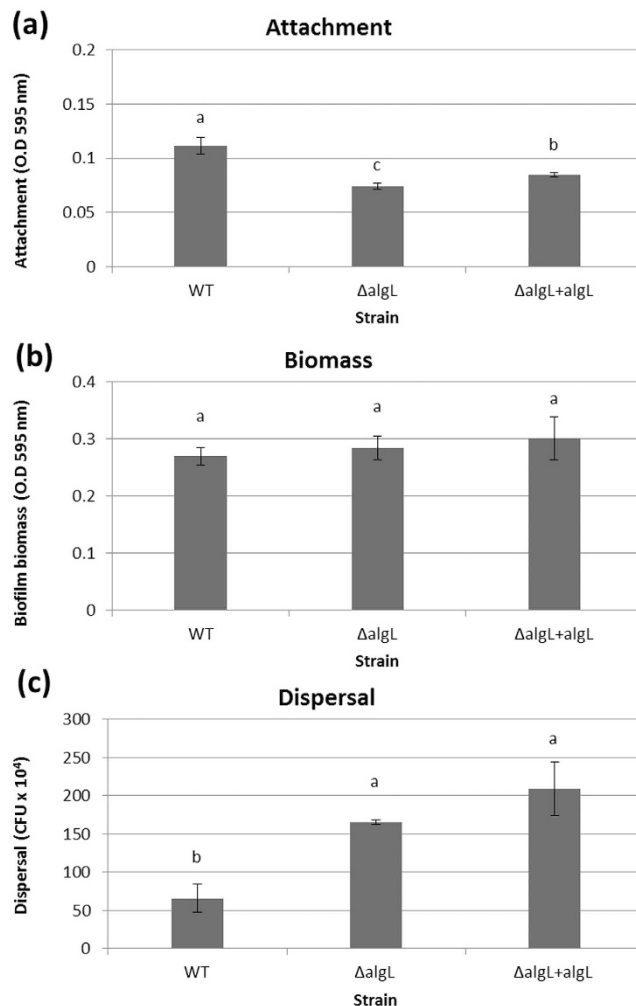 (a)
Attachment
Attachment (O.D 595 nm)
0.2
0.15
0.1
0.05
0
a
c
b
WT ΔalgL ΔalgL+algL
Strain
(b)
Biomass
Biofilm biomass (O.D 595 nm)
0.4
0.3
0.2
0.1
0
a
a
a
WT ΔalgL ΔalgL+algL
Strain
(c)
Dispersal
Dispersal (CFU x 10⁴)
300
250
200
150
100
50
0
b
a
a
WT ΔalgL ΔalgL+algL
Strain